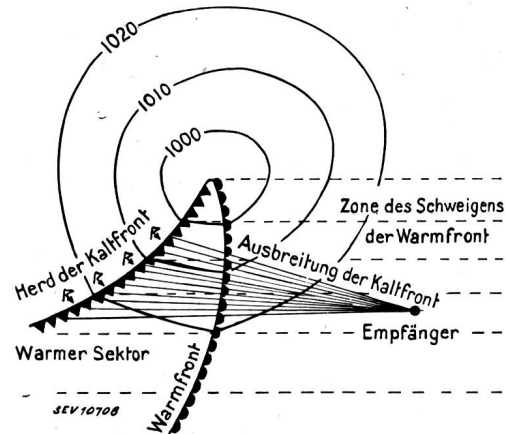 1020
1010
1000
Zone des Schweigens
der Warmfront
Herd der Kaltfront
Ausbreitung der Kaltfront
Empfänger
Warmer Sektor
Warmfront
SEV 10708